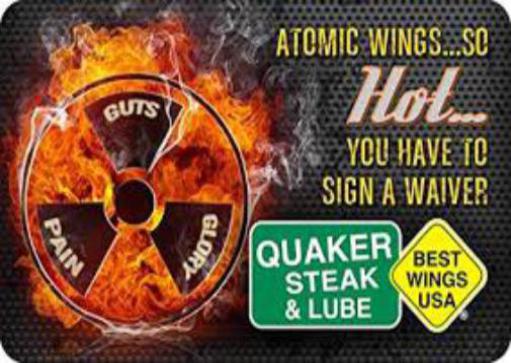 ATOMIC WINGS...SO
Hot...
YOU HAVE TO
SIGN A WAIVER
GUTS
PAIN
GLORY
QUAKER
STEAK
& LUBE
BEST
WINGS
USA
®